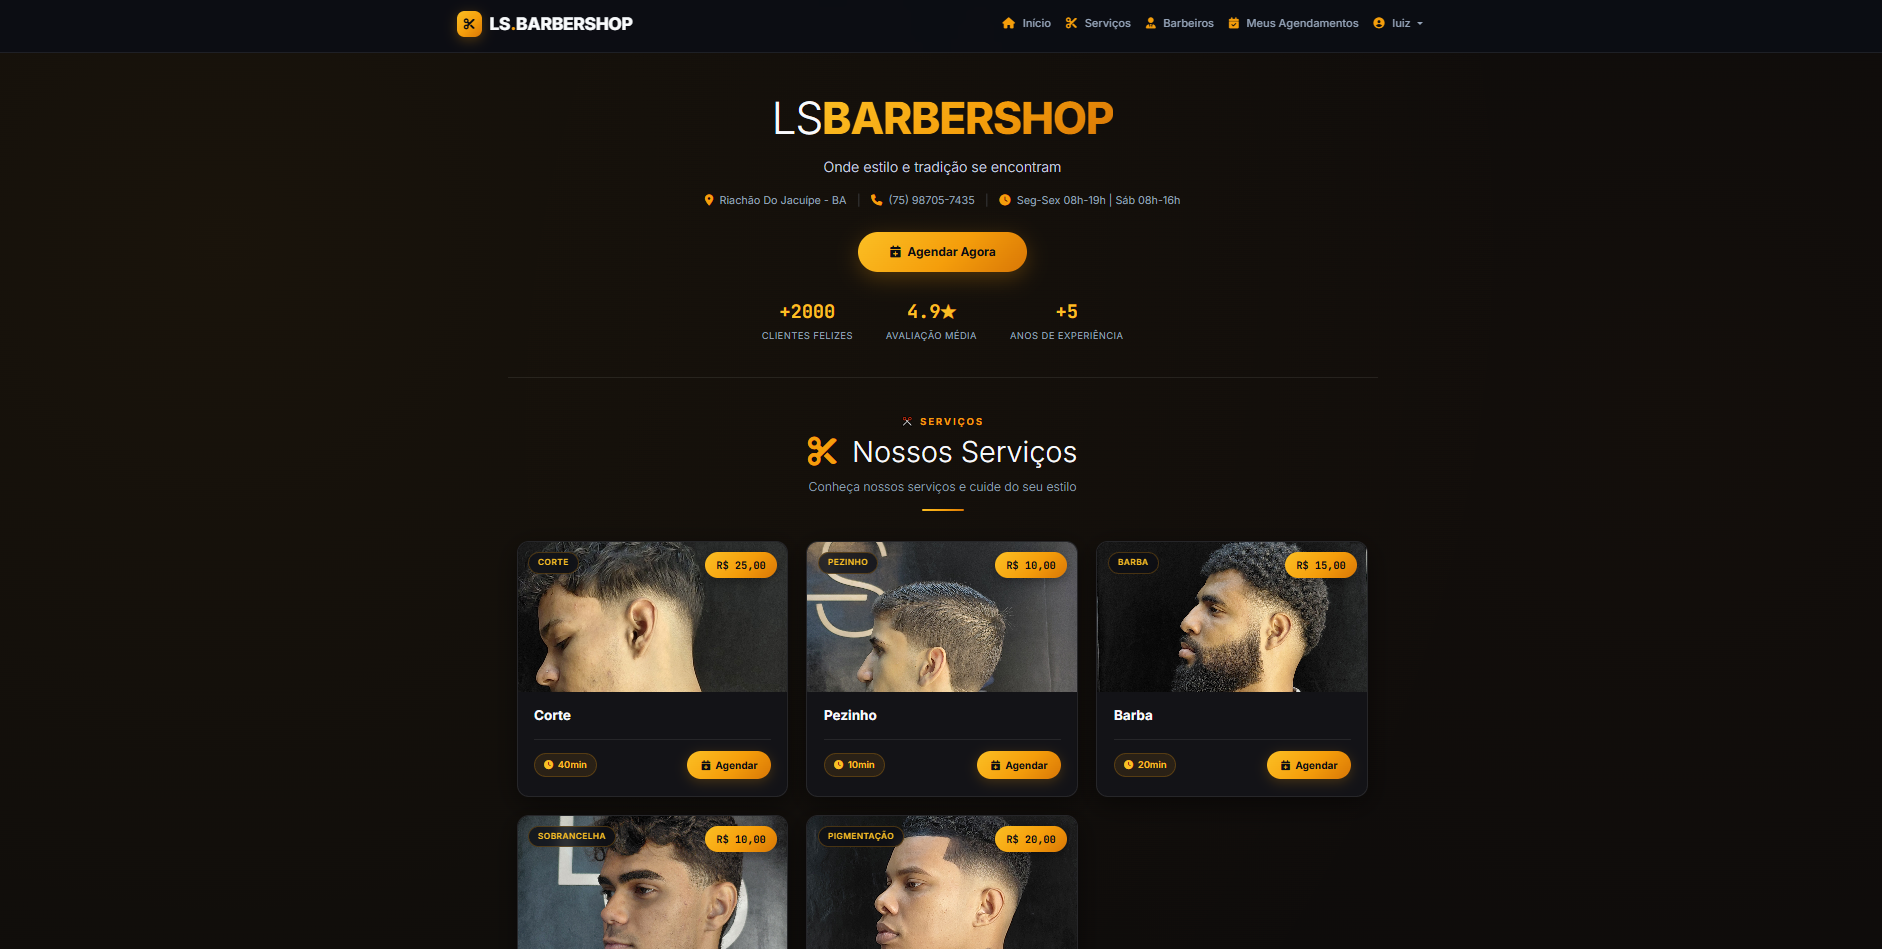 LS.BARBERSHOP
Início Serviços Barbeiros Meus Agendamentos luiz
LSBARBERSHOP
Onde estilo e tradição se encontram
Riachão Do Jacuípe - BA | (75) 98705-7435 | Seg-Sex 08h-19h | Sáb 08h-16h
Agendar Agora
+2000 4.9★ +5
CLIENTES FELIZES AVALIAÇÃO MÉDIA ANOS DE EXPERIÊNCIA
SERVIÇOS
Nossos Serviços
Conheça nossos serviços e cuide do seu estilo
CORTE R$ 25,00
PEZINHO R$ 10,00
BARBA R$ 15,00
Corte
Pezinho
Barba
40min Agendar
10min Agendar
20min Agendar
SOBRANCELHA R$ 10,00
PIGMENTAÇÃO R$ 20,00